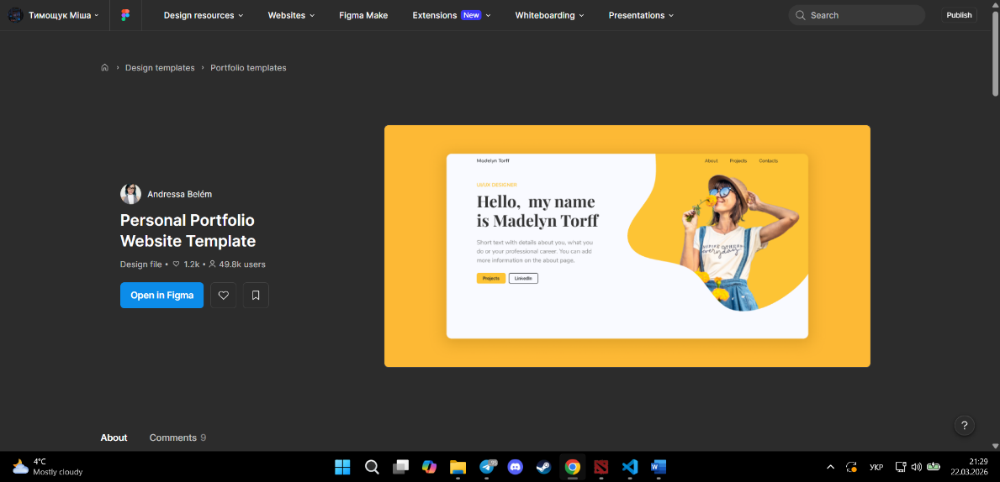 Тимощук Міша
Design resources
Websites
Figma Make
Extensions New
Whiteboarding
Presentations
Search
Publish
Design templates
Portfolio templates
Andressa Belém
Personal Portfolio
Website Template
Design file • 1.2k • 49.8k users
Open in Figma
Madelyn Torff
About
Projects
Contacts
UI/UX DESIGNER
Hello, my name
is Madelyn Torff
Short text with details about you, what you
do or your professional career. You can add
more information on the about page.
Projects
LinkedIn
everyday
About
Comments 9
?
4°C
Mostly cloudy
УКР
21:29
22.03.2026